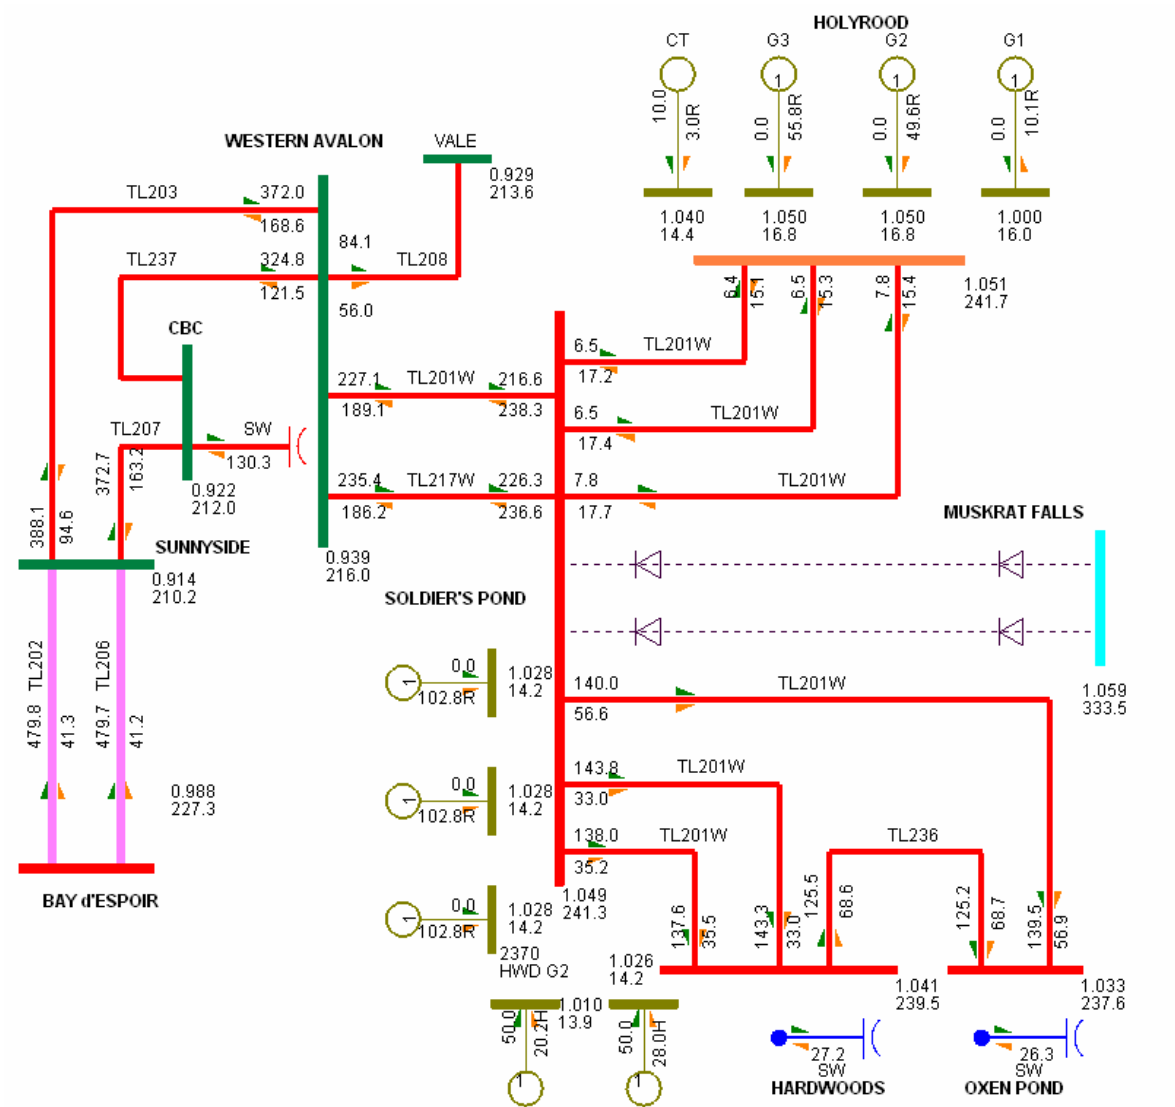 HOLYROOD
CT
G3
G2
G1
1
1
1
10.0
3.0R
0.0
55.8R
0.0
49.6R
0.0
10.1R
1.040
14.4
1.050
16.8
1.050
16.8
1.000
16.0
WESTERN AVALON
VALE
0.929
213.6
TL203
372.0
168.6
84.1
TL237
324.8
TL208
121.5
56.0
6.4
15.1
6.5
15.3
7.8
15.4
1.051
241.7
CBC
6.5
TL201W
17.2
227.1
TL201W
216.6
189.1
238.3
6.5
TL201W
17.4
TL207
SW
130.3
372.7
163.2
0.922
212.0
235.4
TL217W
226.3
186.2
236.6
7.8
TL201W
17.7
388.1
94.6
SUNNYSIDE
0.939
216.0
0.914
210.2
MUSKRAT FALLS
SOLDIER'S POND
479.8 TL202
41.3
479.7 TL206
41.2
0.988
227.3
BAY d'ESPOIR
1
0.0
102.8R
1.028
14.2
1
0.0
102.8R
1.028
14.2
1
0.0
102.8R
1.028
14.2
2370
HWD G2
140.0
TL201W
56.6
1.059
333.5
143.8
TL201W
33.0
138.0
TL201W
35.2
TL236
1.049
241.3
137.6
35.5
143.3
33.0
125.5
68.6
125.2
68.7
139.5
56.9
1.026
14.2
1.010
13.9
1.041
239.5
1.033
237.6
50.0
20.2H
50.0
28.0H
1
1
27.2
SW
HARDWOODS
26.3
SW
OXEN POND